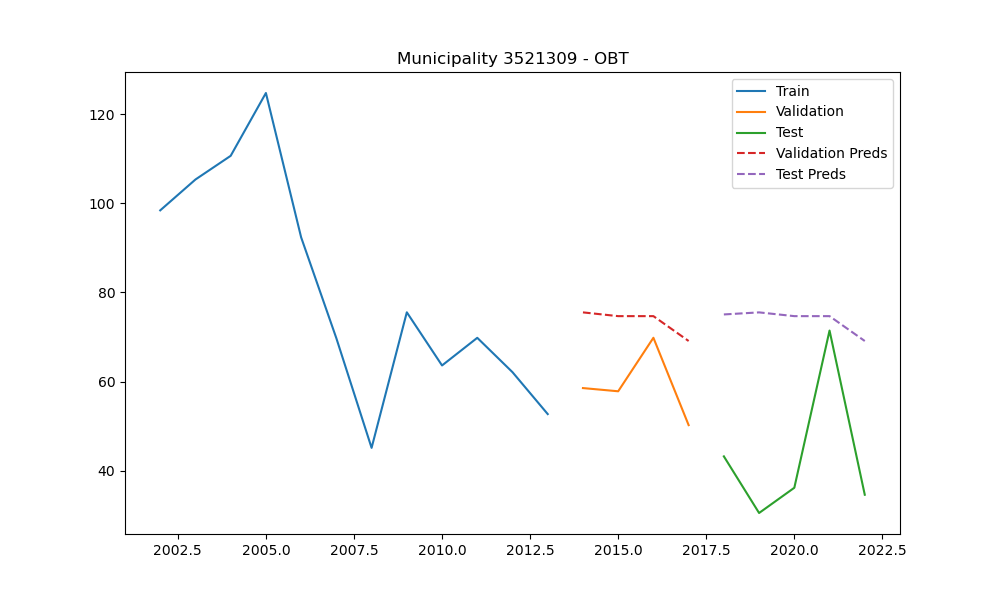 Municipality 3521309 - OBT
Train
Validation
Test
Validation Preds
Test Preds
120
100
80
60
40
2002.5 2005.0 2007.5 2010.0 2012.5 2015.0 2017.5 2020.0 2022.5